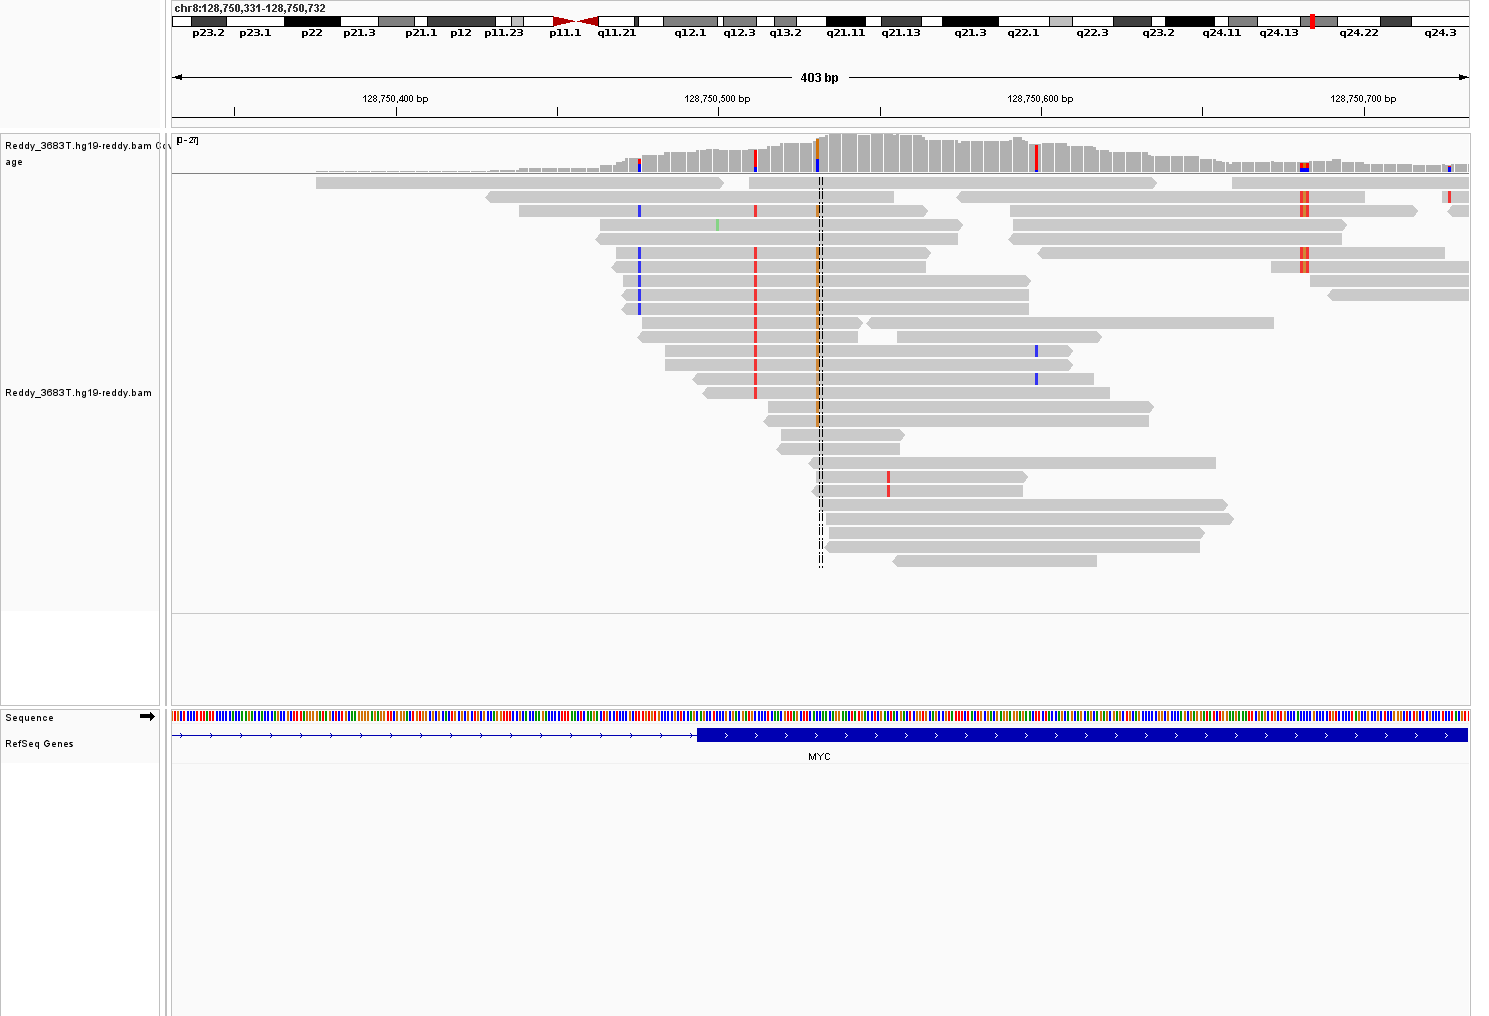 chr8:128,750,331-128,750,732
p23.2 p23.1 p22 p21.3 p21.1 p12 p11.23 p11.1 q11.21 q12.1 q12.3 q13.2 q21.11 q21.13 q21.3 q22.1 q22.3 q23.2 q24.11 q24.13 q24.22 q24.3
403 bp
128,750,400 bp 128,750,500 bp 128,750,600 bp 128,750,700 bp
Reddy_3683T.hg19-reddy.bam Cov
age
[0 - 27]
Reddy_3683T.hg19-reddy.bam
Sequence
RefSeq Genes
MYC